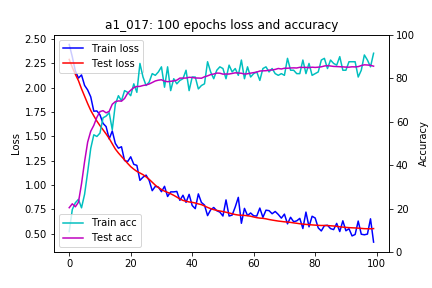 a1_017: 100 epochs loss and accuracy
2.50
2.25
2.00
1.75
1.50
1.25
1.00
0.75
0.50
Loss
Train loss
Test loss
Train acc
Test acc
100
80
60
40
20
0
Accuracy
0 20 40 60 80 100